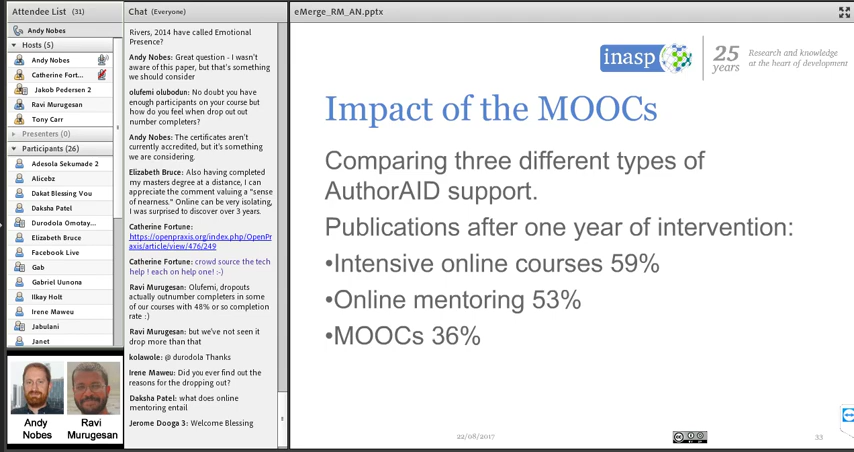 Attendee List (31)
Andy Nobes
Hosts (5)
Andy Nobes
Catherine Fort...
Jakob Pedersen 2
Ravi Murugesan
Tony Carr
Presenters (0)
Participants (26)
Adesola Sekumade 2
Alicebz
Dakat Blessing Vou
Daksha Patel
Durodola Omotay...
Elizabeth Bruce
Facebook Live
Gab
Gabriel Uunona
Ilkay Holt
Irene Maweu
Jabulani
Janet
Andy
Nobes
Ravi
Murugesan
Chat (Everyone)
Rivers, 2014 have called Emotional
Presence?
Andy Nobes: Great question - I wasn't
aware of this paper, but that's something
we should consider
olufemi olubodun: No doubt you have
enough participants on your course but
how do you feel when drop out out
number completers?
Andy Nobes: The certificates aren't
currently accredited, but it's something
we are considering.
Elizabeth Bruce: Also having completed
my masters degree at a distance, I can
appreciate the comment valuing a "sense
of nearness." Online can be very isolating,
I was surprised to discover over 3 years.
Catherine Fortune:
https://openpraxis.org/index.php/OpenPr
axis/article/view/476/249
Catherine Fortune: crowd source the tech
help ! each on help one! :-)
Ravi Murugesan: Olufemi, dropouts
actually outnumber completers in some
of our courses with 48% or so completion
rate :)
Ravi Murugesan: but we've not seen it
drop more than that
kolawole: @ durodola Thanks
Irene Maweu: Did you ever find out the
reasons for the dropping out?
Daksha Patel: what does online
mentoring entail
Jerome Dooga 3: Welcome Blessing
eMerge_RM_AN.pptx
inasp
25
years
Research and knowledge
at the heart of development
Impact of the MOOCs
Comparing three different types of
AuthorAID support.
Publications after one year of intervention:
•Intensive online courses 59%
•Online mentoring 53%
•MOOCs 36%
22/08/2017
33